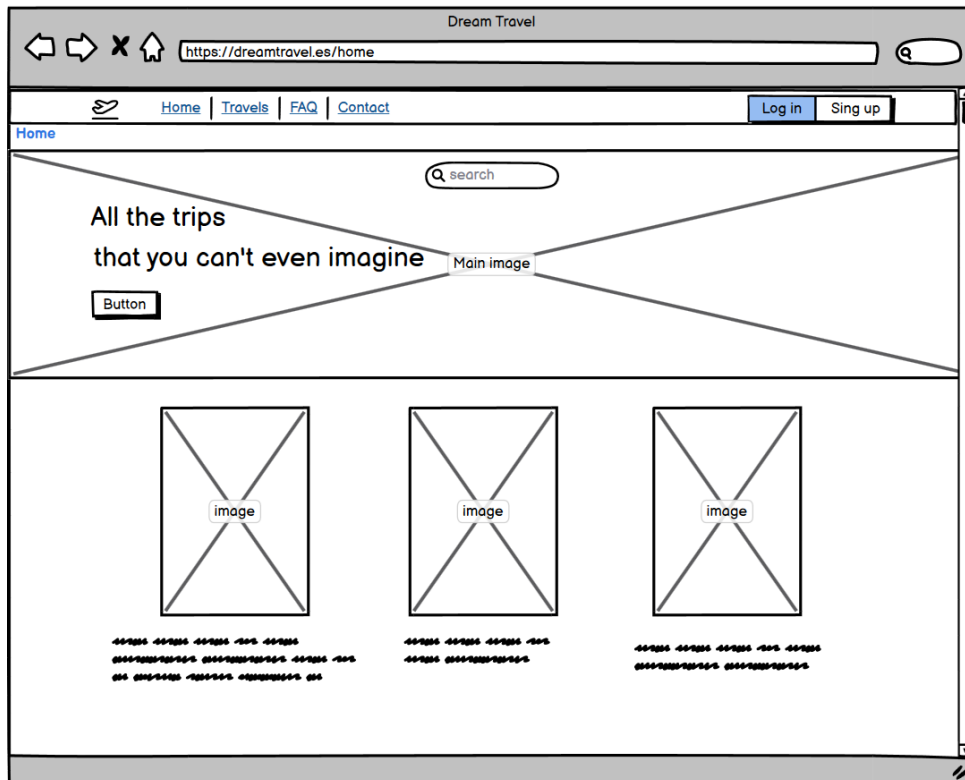 Dream Travel
https://dreamtravel.es/home
Home Travels FAQ Contact Log in Sing up
Home
search
All the trips
that you can't even imagine
Main image
Button
image image image